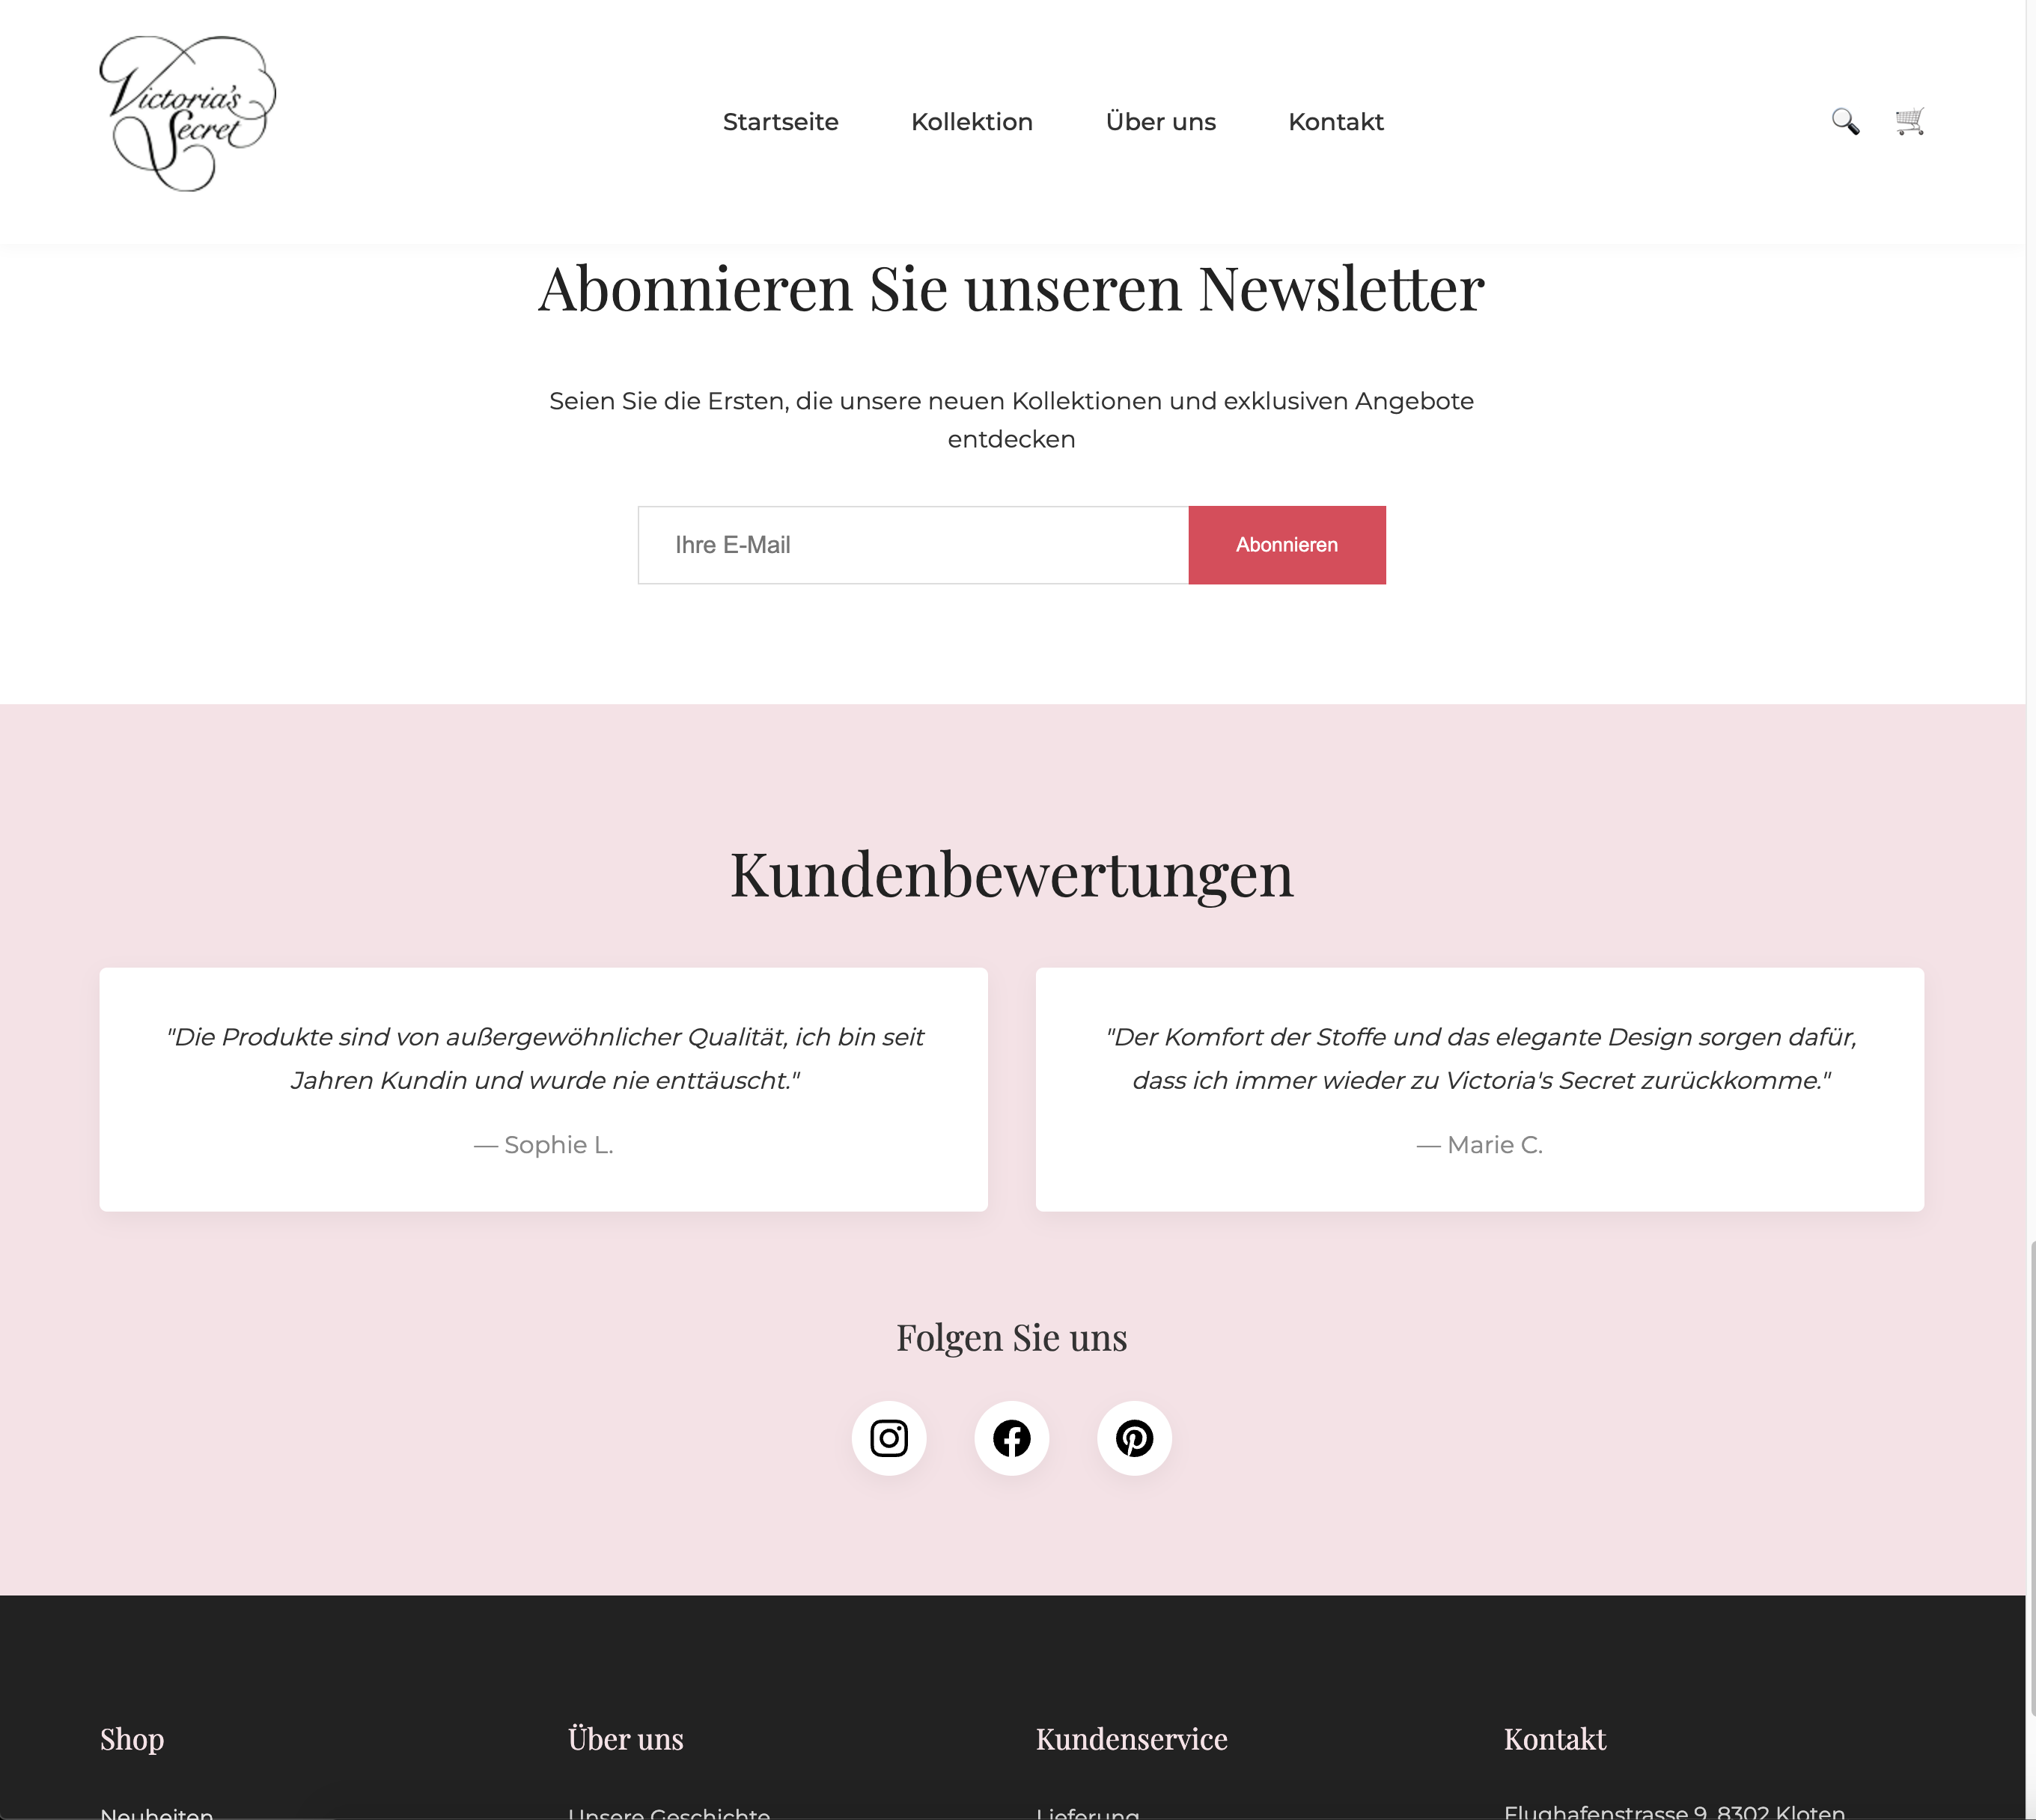 Victoria's
Secret
Startseite Kollektion Über uns Kontakt
Abonnieren Sie unseren Newsletter
Seien Sie die Ersten, die unsere neuen Kollektionen und exklusiven Angebote
entdecken
Ihre E-Mail Abonnieren
Kundenbewertungen
"Die Produkte sind von außergewöhnlicher Qualität, ich bin seit
Jahren Kundin und wurde nie enttäuscht."
— Sophie L.
"Der Komfort der Stoffe und das elegante Design sorgen dafür,
dass ich immer wieder zu Victoria's Secret zurückkomme."
— Marie C.
Folgen Sie uns
Shop Über uns Kundenservice Kontakt
Neuheiten Unsere Geschichte Lieferung Flughafenstrasse 9, 8302 Kloten